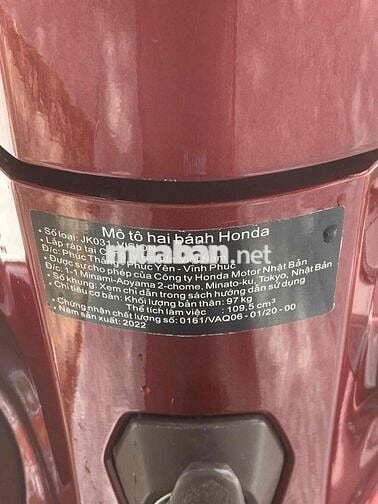 Mô tô hai bánh Honda
• Số loại: JK031 VISION
• Lắp ráp tại C
Đ/c: Phúc Thắng Phúc Yên - Vĩnh Phúc
• Được sự cho phép của Công ty Honda Motor Nhật Bản
Đ/c: 1-1 Minami-Aoyama 2-chome, Minato-ku, Tokyo, Nhật Bản
• Số khung: Xem chỉ dẫn trong sách hướng dẫn sử dụng
• Chỉ tiêu cơ bản: Khối lượng bản thân: 97 kg
Thể tích làm việc : 109,5 cm³
• Chứng nhận chất lượng số: 0161/VAQ06 - 01/20 - 00
• Năm sản xuất: 2022
muaban.net